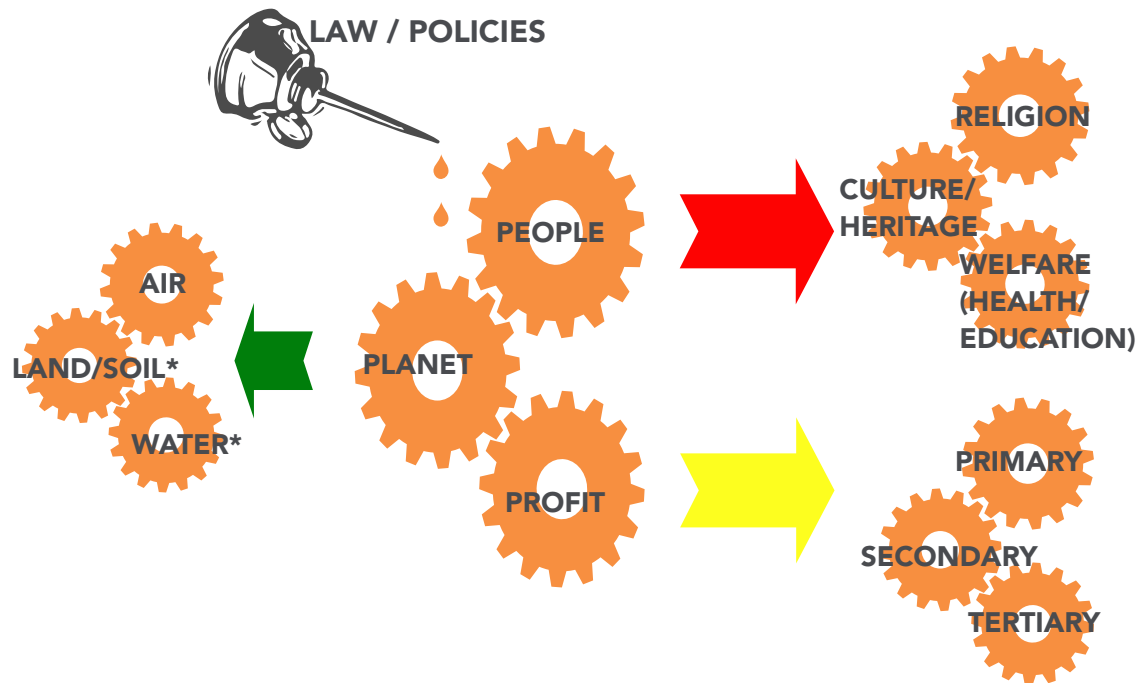 LAW / POLICIES
RELIGION
CULTURE/
HERITAGE
WELFARE
(HEALTH/
EDUCATION)
PEOPLE
AIR
LAND/SOIL*
WATER*
PLANET
PROFIT
PRIMARY
SECONDARY
TERTIARY